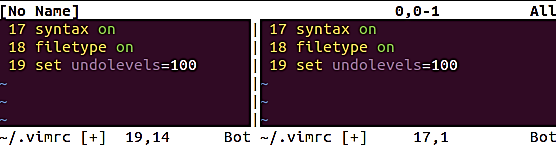 [No Name] 0,0-1 All
17 syntax on | 17 syntax on
18 filetype on | 18 filetype on
19 set undolevels=100 | 19 set undolevels=100
~ | ~
~ | ~
~ | ~
~/.vimrc [+] 19,14 Bot ~/.vimrc [+] 17,1 Bot